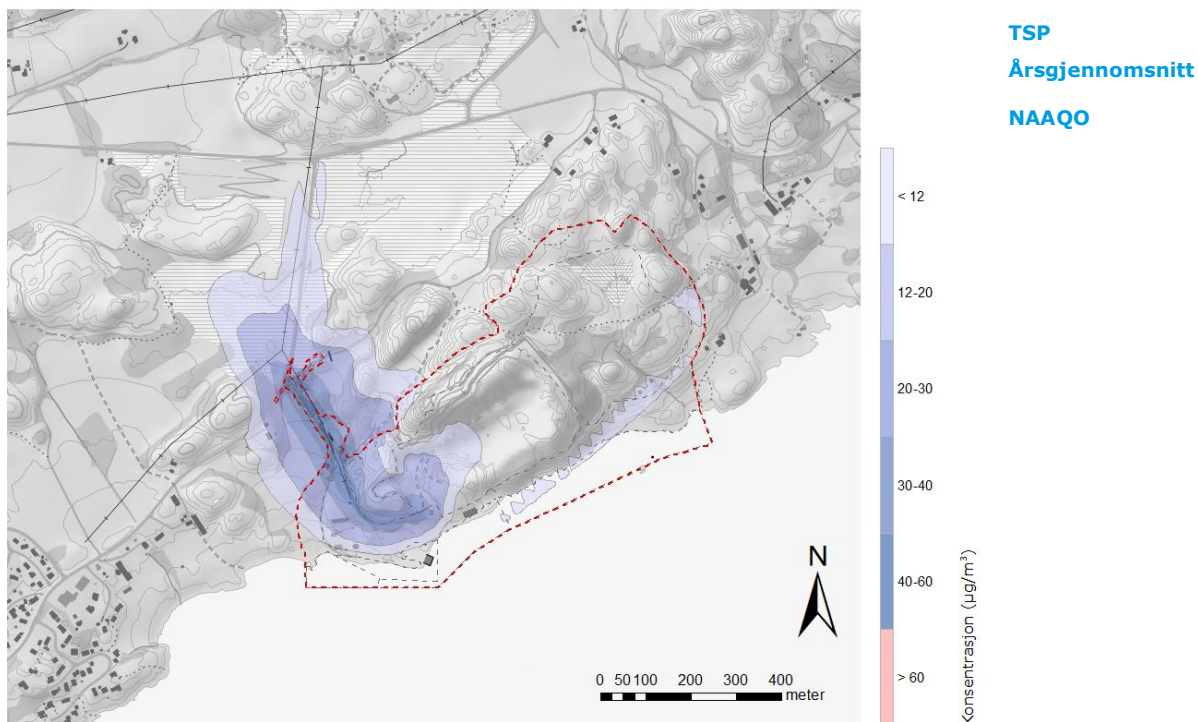 TSP
Årsgjennomsnitt
NAAQO
< 12
12-20
20-30
30-40
40-60
> 60
Konsentrasjon (µg/m³)
N
0 50 100 200 300 400
meter